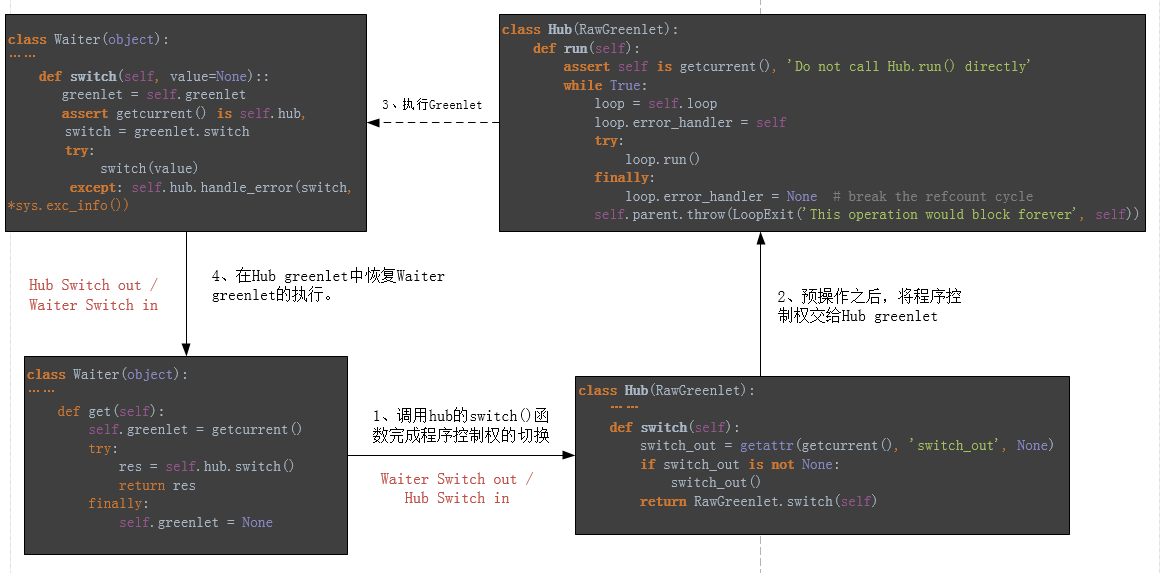 class Waiter(object):
……
def switch(self, value=None)::
greenlet = self.greenlet
assert getcurrent() is self.hub,
switch = greenlet.switch
try:
switch(value)
except: self.hub.handle_error(switch,
*sys.exc_info())
3、执行Greenlet
class Hub(RawGreenlet):
def run(self):
assert self is getcurrent(), 'Do not call Hub.run() directly'
while True:
loop = self.loop
loop.error_handler = self
try:
loop.run()
finally:
loop.error_handler = None  # break the refcount cycle
self.parent.throw(LoopExit('This operation would block forever', self))
Hub Switch out /
Waiter Switch in
4、在Hub greenlet中恢复Waiter
greenlet的执行。
2、预操作之后，将程序控
制权交给Hub greenlet
class Waiter(object):
……
def get(self):
self.greenlet = getcurrent()
try:
res = self.hub.switch()
return res
finally:
self.greenlet = None
1、调用hub的switch()函
数完成程序控制权的切换
Waiter Switch out /
Hub Switch in
class Hub(RawGreenlet):
……
def switch(self):
switch_out = getattr(getcurrent(), 'switch_out', None)
if switch_out is not None:
switch_out()
return RawGreenlet.switch(self)